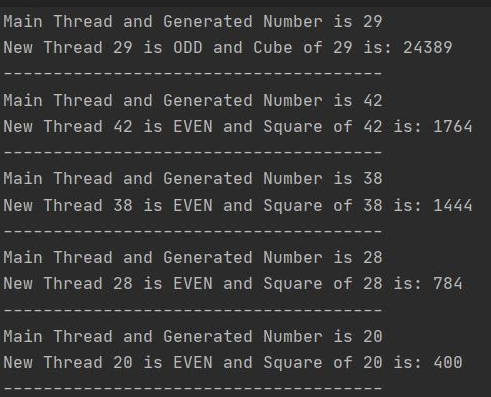 Main Thread and Generated Number is 29
New Thread 29 is ODD and Cube of 29 is: 24389
--------------------------------------
Main Thread and Generated Number is 42
New Thread 42 is EVEN and Square of 42 is: 1764
--------------------------------------
Main Thread and Generated Number is 38
New Thread 38 is EVEN and Square of 38 is: 1444
--------------------------------------
Main Thread and Generated Number is 28
New Thread 28 is EVEN and Square of 28 is: 784
--------------------------------------
Main Thread and Generated Number is 20
New Thread 20 is EVEN and Square of 20 is: 400
--------------------------------------